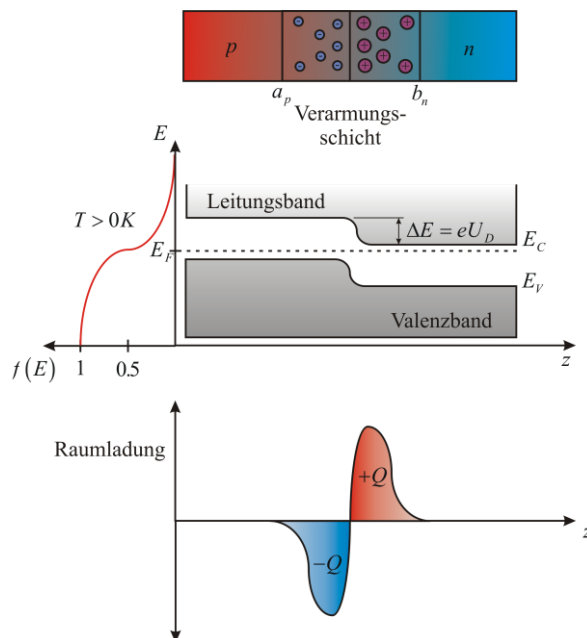 p
n
a_p
b_n
Verarmungs-
schicht
E
Leitungsband
T > 0K
ΔE = eU_D
E_C
E_F
E_V
Valenzband
f(E)
1
0.5
z
Raumladung
+Q
z
−Q